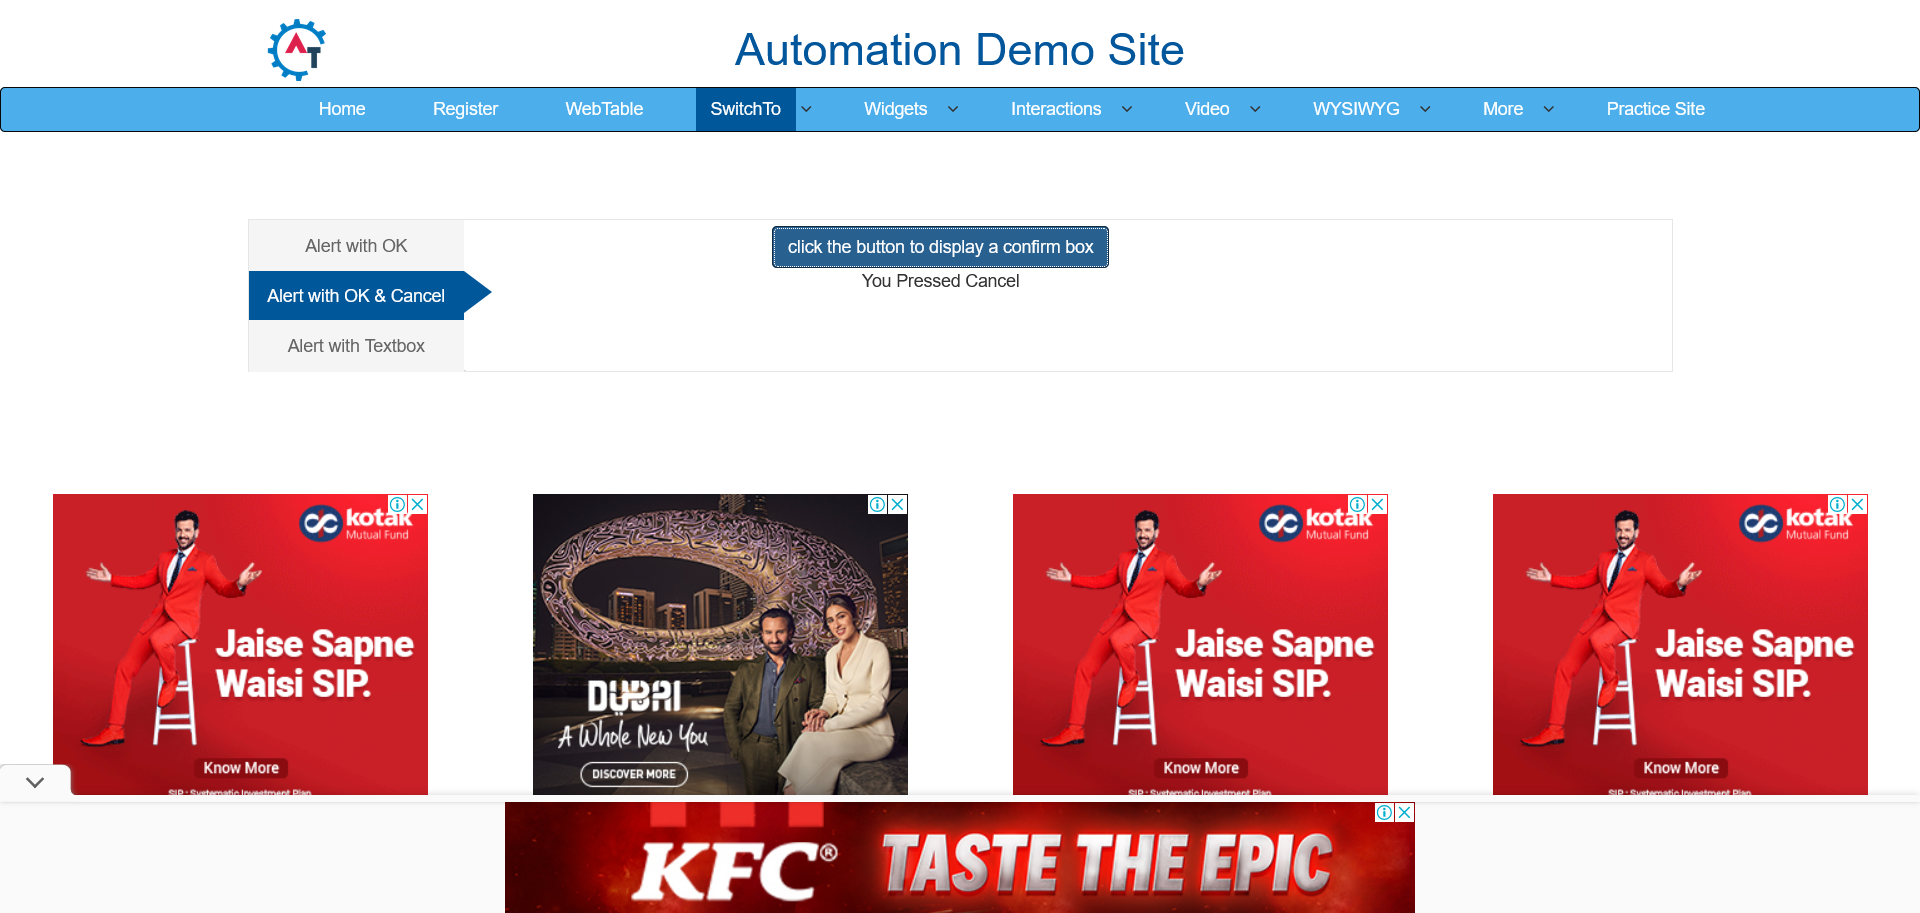 AT
Automation Demo Site
Home Register WebTable SwitchTo Widgets Interactions Video WYSIWYG More Practice Site
Alert with OK
click the button to display a confirm box
You Pressed Cancel
Alert with OK & Cancel
Alert with Textbox
kotak
Mutual Fund
Jaise Sapne
Waisi SIP.
Know More
SIP : Systematic Investment Plan
DUBAI
A Whole New You
DISCOVER MORE
kotak
Mutual Fund
Jaise Sapne
Waisi SIP.
Know More
SIP : Systematic Investment Plan
kotak
Mutual Fund
Jaise Sapne
Waisi SIP.
Know More
SIP : Systematic Investment Plan
KFC® TASTE THE EPIC